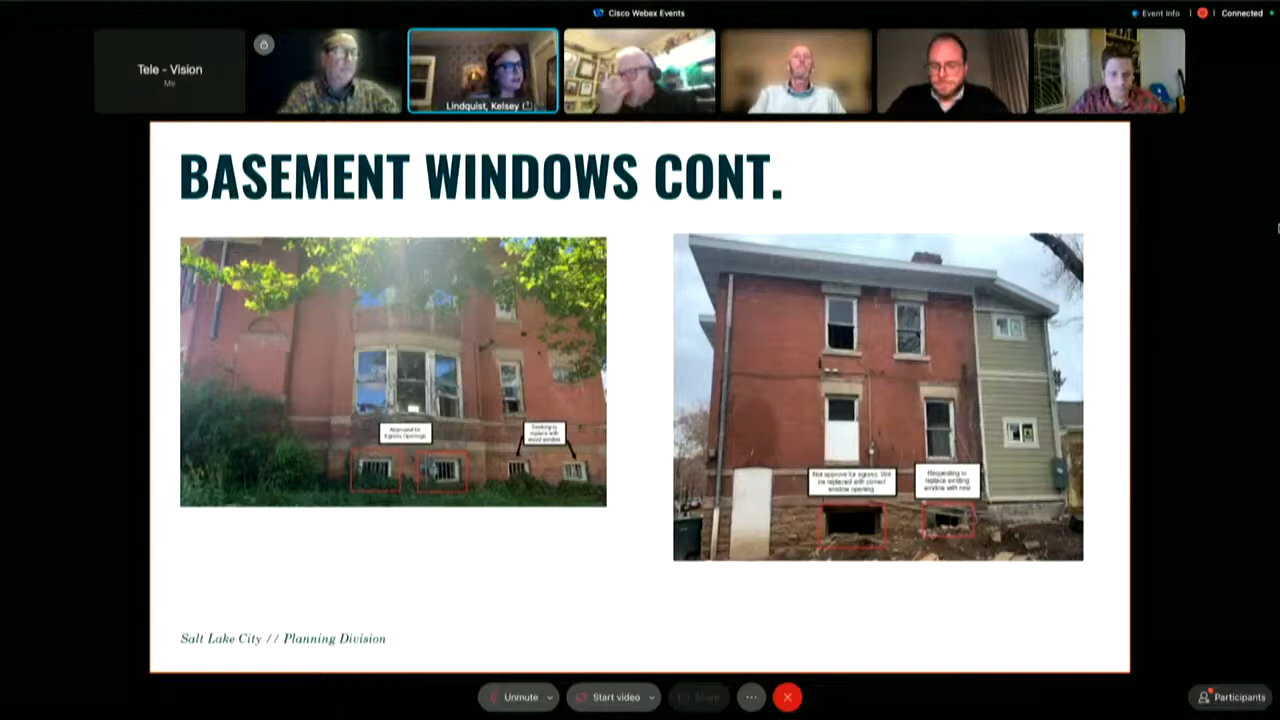 Cisco Webex Events
Event Info
Connected
Tele - Vision
Me
Lindquist, Kelsey
BASEMENT WINDOWS CONT.
Approved for
Egress Openings
Seeking to
replace with
wood window
Not approve for egress. Will
be replaced with correct
window opening
Requesting to
replace existing
window with new
Salt Lake City // Planning Division
Unmute
Start video
Share
Participants